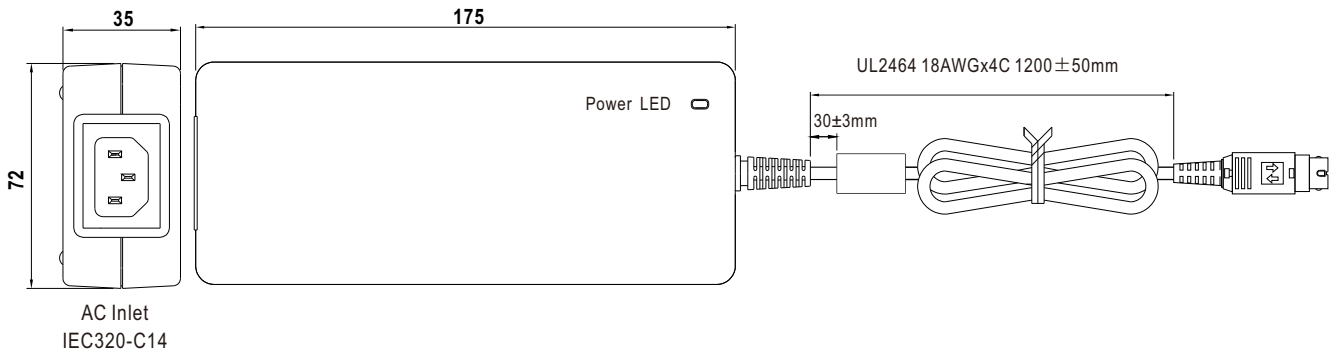 35
175
UL2464 18AWGx4C 1200±50mm
Power LED
30±3mm
72
AC Inlet
IEC320-C14